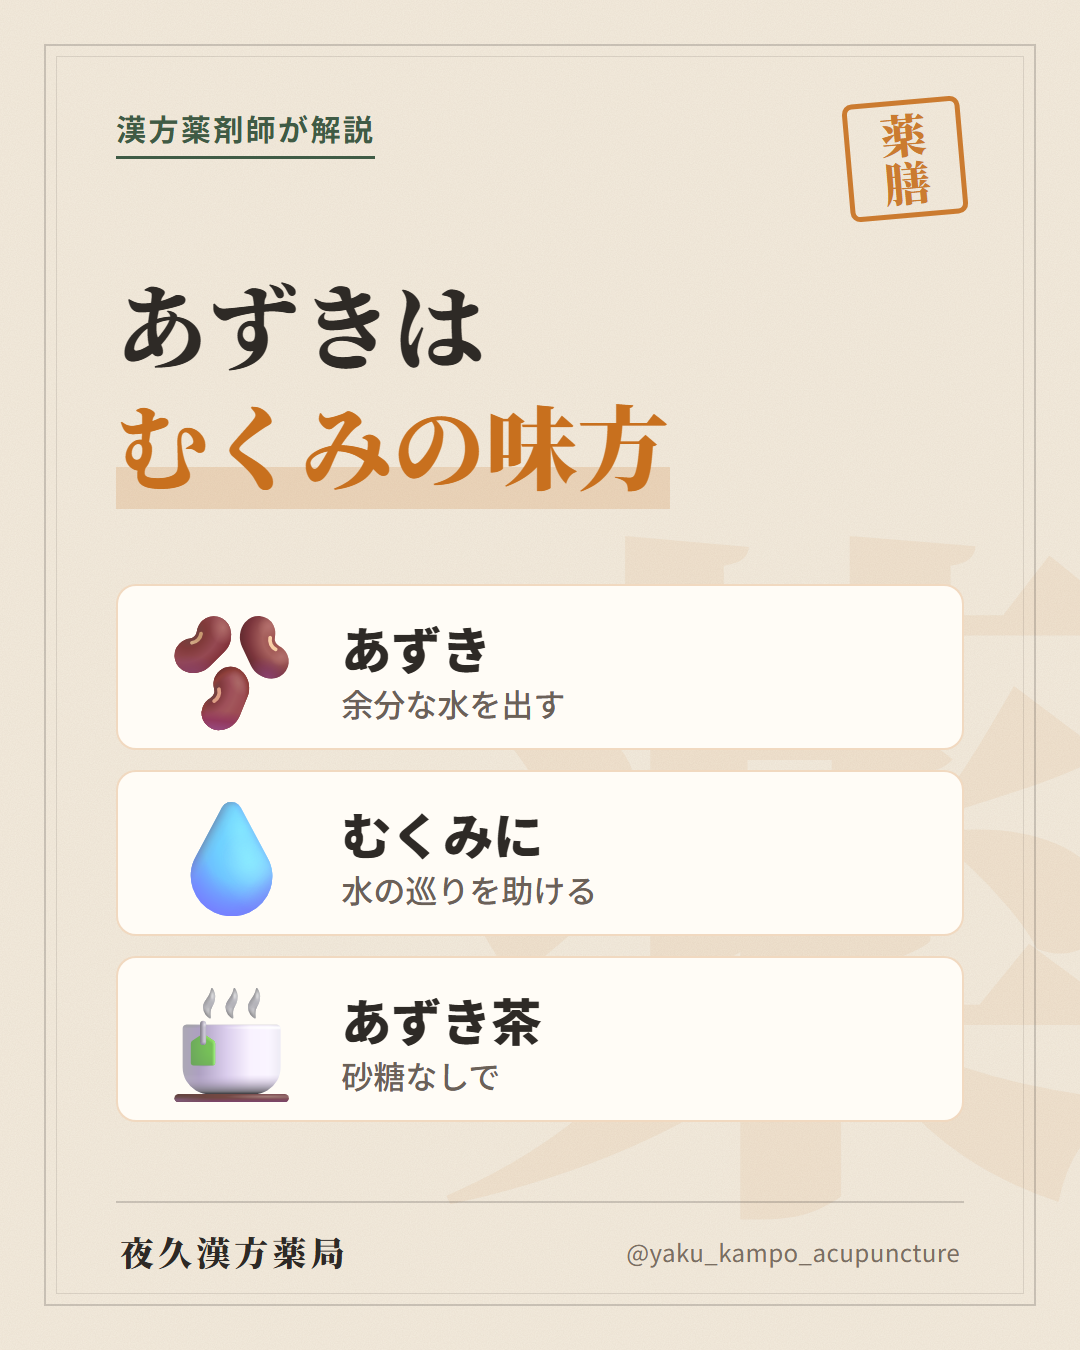 漢方薬剤師が解説
薬膳
あずきは
むくみの味方
あずき
余分な水を出す
むくみに
水の巡りを助ける
あずき茶
砂糖なしで
夜久漢方薬局
@yaku_kampo_acupuncture